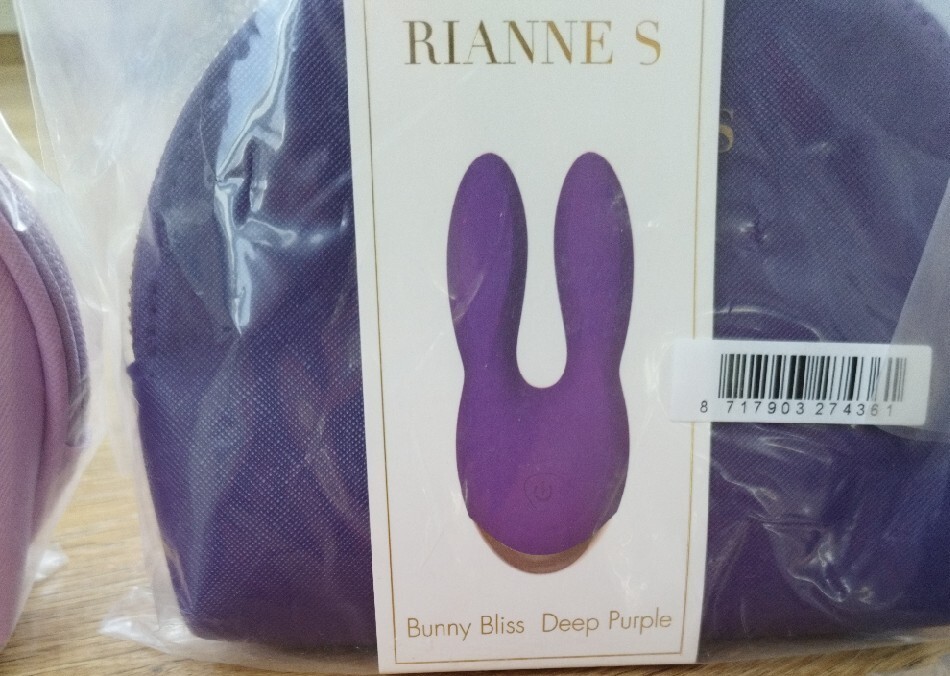 RIANNE S
S
8 717903 274361
Bunny Bliss Deep Purple